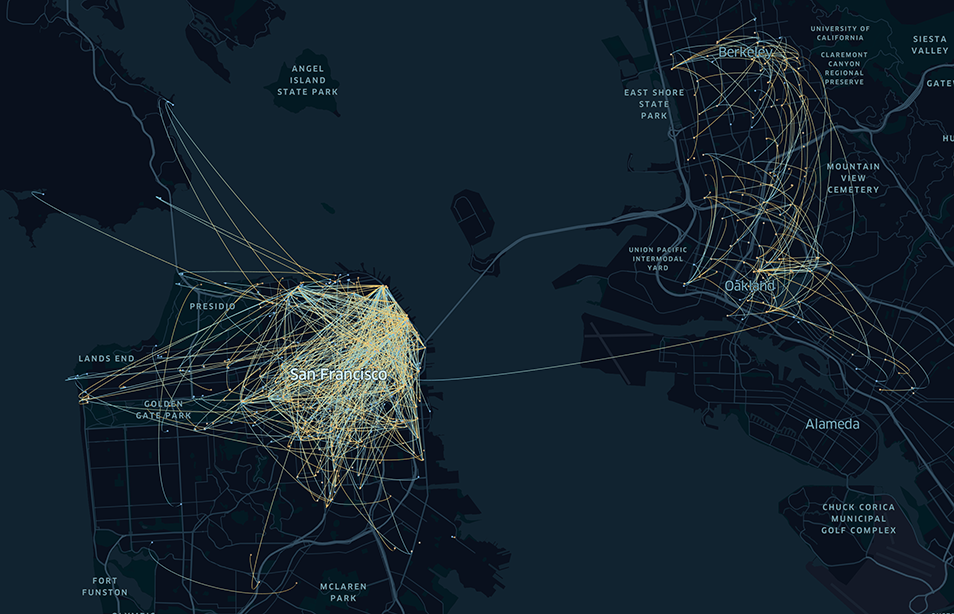 UNIVERSITY OF
CALIFORNIA
SIESTA
VALLEY
Berkeley
CLAREMONT
CANYON
REGIONAL
PRESERVE
ANGEL
ISLAND
STATE PARK
EAST SHORE
STATE
PARK
MOUNTAIN
VIEW
CEMETERY
UNION PACIFIC
INTERMODAL
YARD
Oakland
PRESIDIO
LANDS END
San Francisco
GOLDEN
GATE PARK
Alameda
CHUCK CORICA
MUNICIPAL
GOLF COMPLEX
FORT
FUNSTON
MCLAREN
PARK